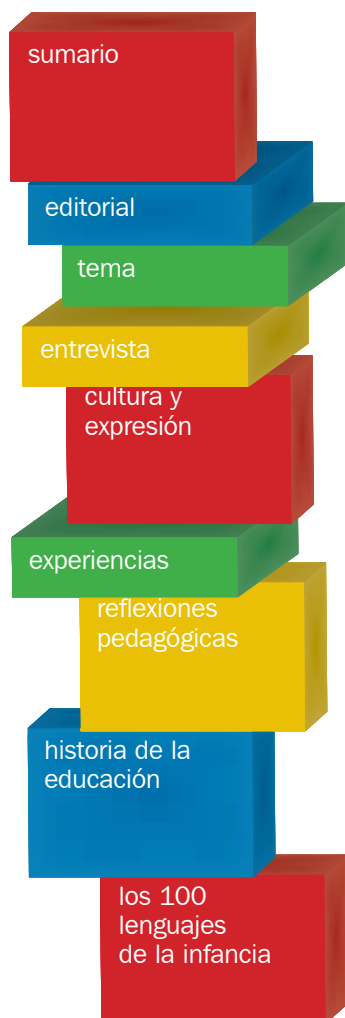 sumario
editorial
tema
entrevista
cultura y
expresión
experiencias
reflexiones
pedagógicas
historia de la
educación
los 100
lenguajes
de la infancia